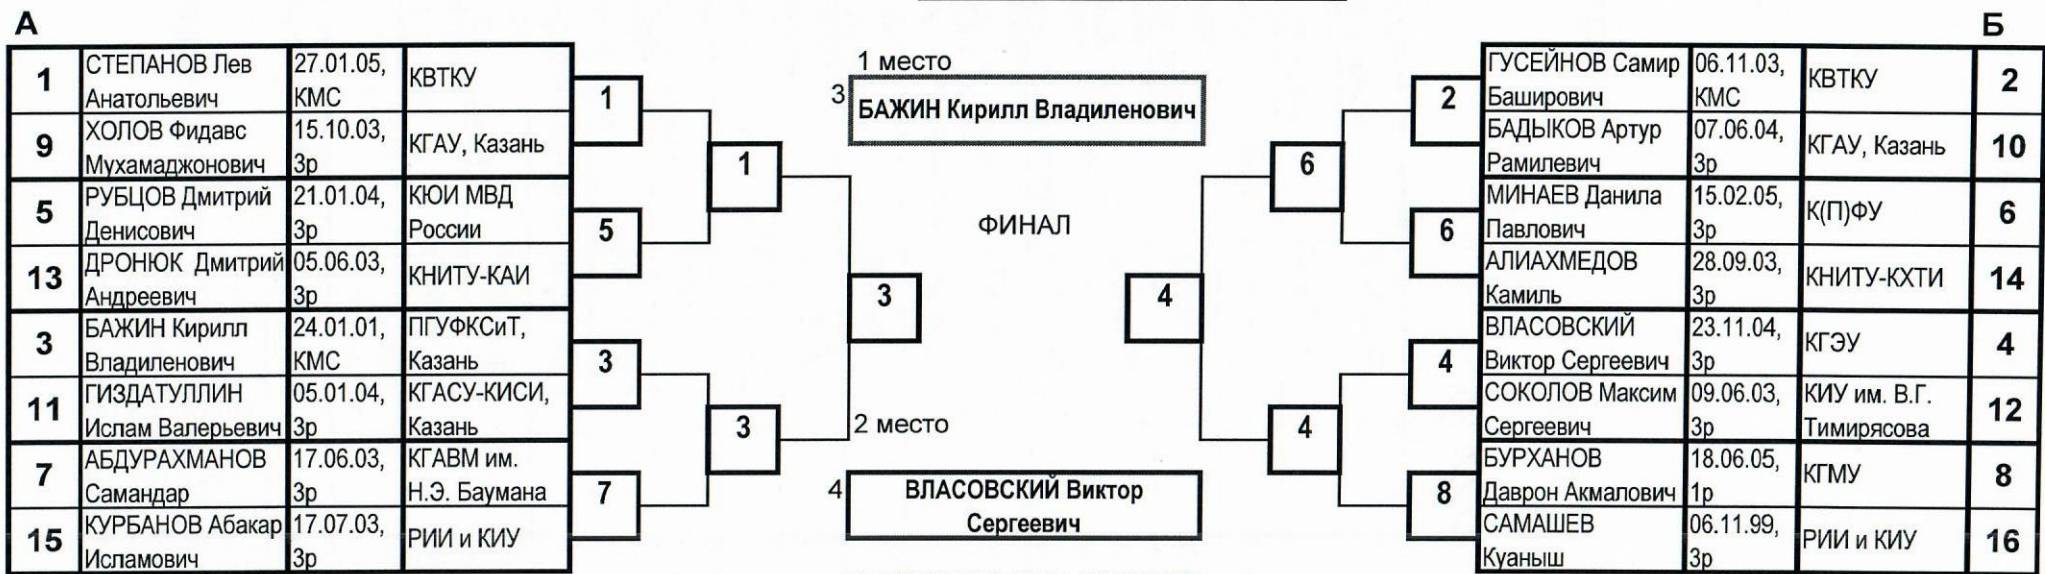 А
1
СТЕПАНОВ Лев
Анатольевич
27.01.05,
КМС
КВТКУ
9
ХОЛОВ Фидавс
Мухамаджонович
15.10.03,
3р
КГАУ, Казань
5
РУБЦОВ Дмитрий
Денисович
21.01.04,
3р
КЮИ МВД
России
13
ДРОНЮК Дмитрий
Андреевич
05.06.03,
3р
КНИТУ-КАИ
3
БАЖИН Кирилл
Владиленович
24.01.01,
КМС
ПГУФКСиТ,
Казань
11
ГИЗДАТУЛЛИН
Ислам Валерьевич
05.01.04,
3р
КГАСУ-КИСИ,
Казань
7
АБДУРАХМАНОВ
Самандар
17.06.03,
3р
КГАВМ им.
Н.Э. Баумана
15
КУРБАНОВ Абакар
Исламович
17.07.03,
3р
РИИ и КИУ
1
5
3
7
1
3
3
1 место
3
БАЖИН Кирилл Владиленович
ФИНАЛ
2 место
4
ВЛАСОВСКИЙ Виктор
Сергеевич
4
6
4
2
6
4
8
Б
ГУСЕЙНОВ Самир
Баширович
06.11.03,
КМС
КВТКУ
2
БАДЫКОВ Артур
Рамилевич
07.06.04,
3р
КГАУ, Казань
10
МИНАЕВ Данила
Павлович
15.02.05,
3р
К(П)ФУ
6
АЛИАХМЕДОВ
Камиль
28.09.03,
3р
КНИТУ-КХТИ
14
ВЛАСОВСКИЙ
Виктор Сергеевич
23.11.04,
3р
КГЭУ
4
СОКОЛОВ Максим
Сергеевич
09.06.03,
3р
КИУ им. В.Г.
Тимирясова
12
БУРХАНОВ
Даврон Акмалович
18.06.05,
1р
КГМУ
8
САМАШЕВ
Куаныш
06.11.99,
3р
РИИ и КИУ
16